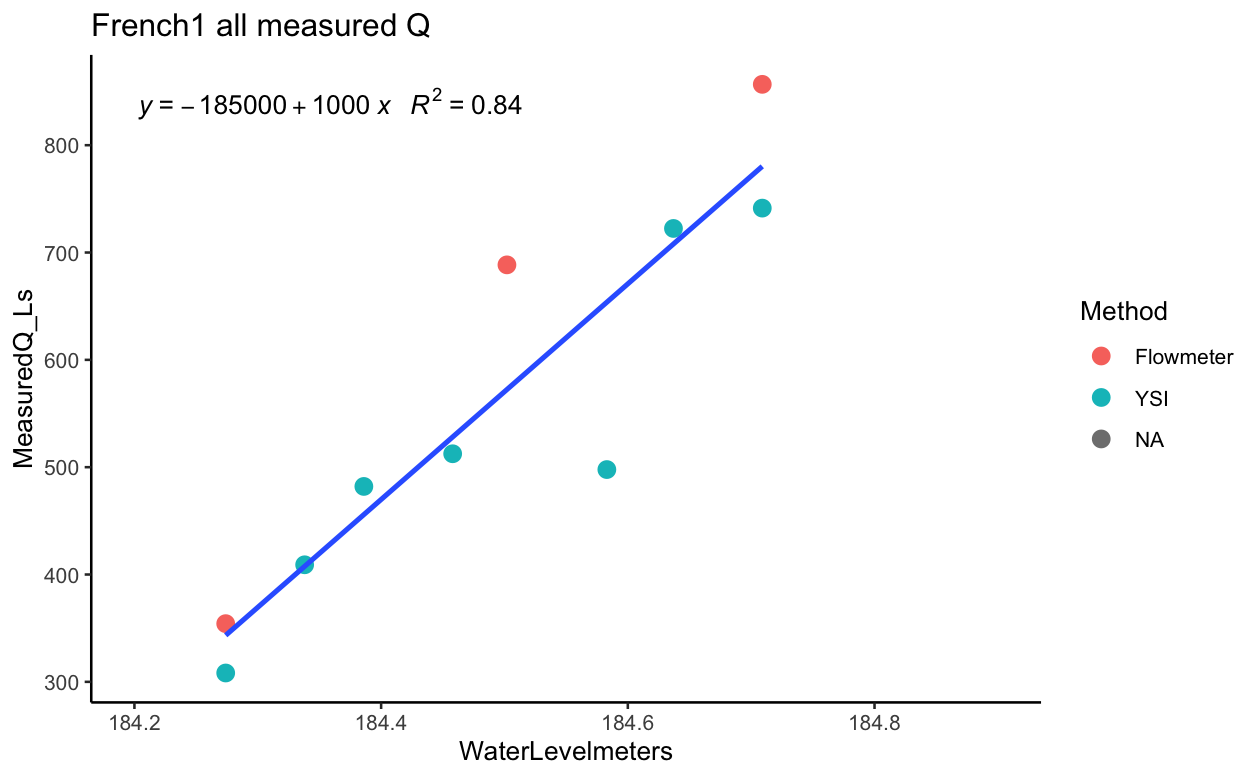 French1 all measured Q
y = − 185000 + 1000 x R² = 0.84
MeasuredQ_Ls
800
700
600
500
400
300
184.2 184.4 184.6 184.8
WaterLevelmeters
Method
Flowmeter
YSI
NA